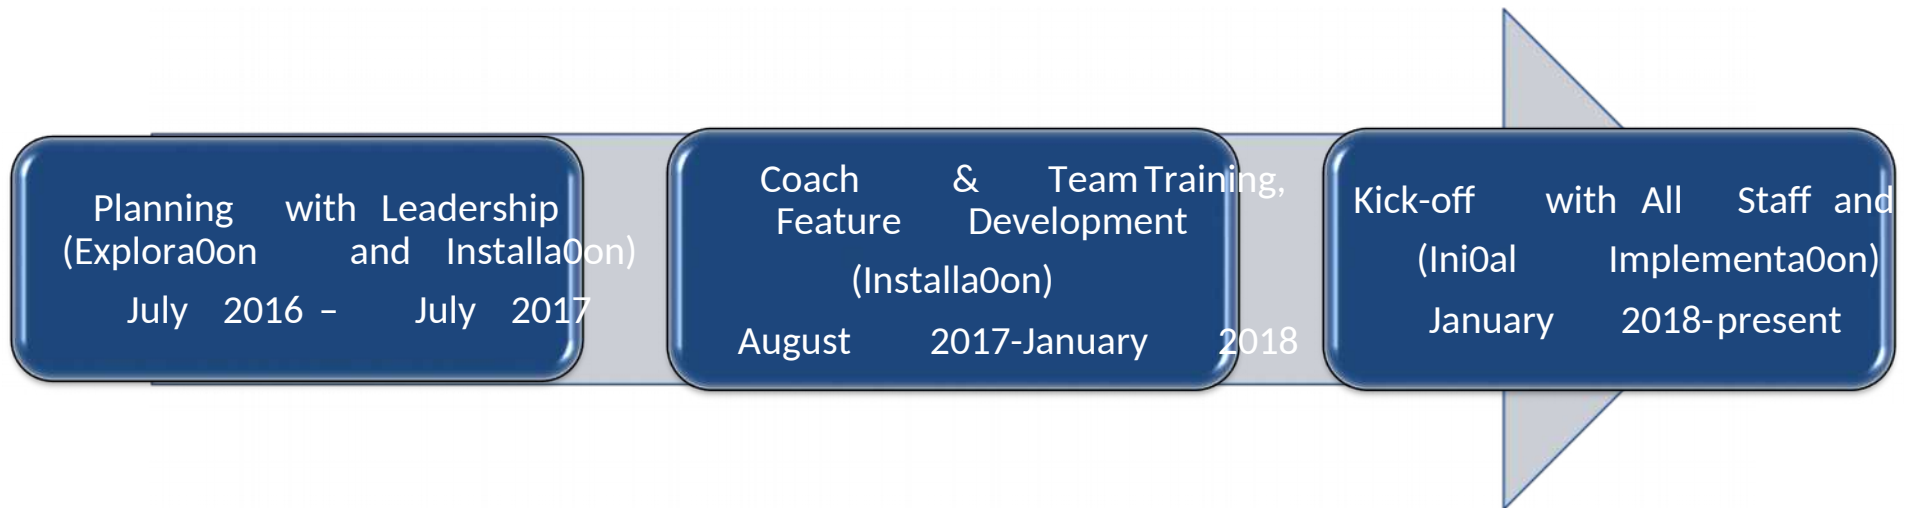 Planning with Leadership
(Explora0on and Installa0on)
July 2016 – July 2017
Coach & Team Training,
Feature Development
(Installa0on)
August 2017-January 2018
Kick-off with All Staff and
(Ini0al Implementa0on)
January 2018-present